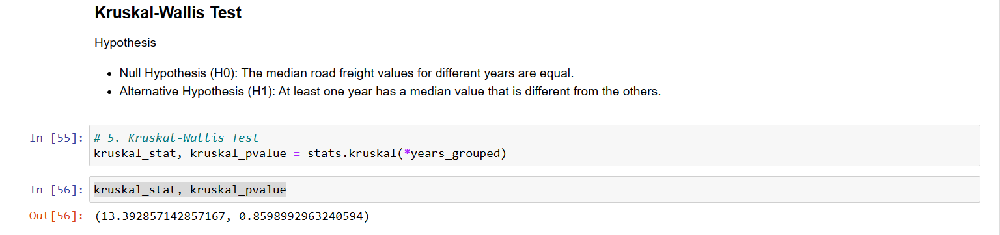 Kruskal-Wallis Test
Hypothesis
• Null Hypothesis (H0): The median road freight values for different years are equal.
• Alternative Hypothesis (H1): At least one year has a median value that is different from the others.
In [55]: # 5. Kruskal-Wallis Test
kruskal_stat, kruskal_pvalue = stats.kruskal(*years_grouped)
In [56]: kruskal_stat, kruskal_pvalue
Out[56]: (13.392857142857167, 0.8598992963240594)